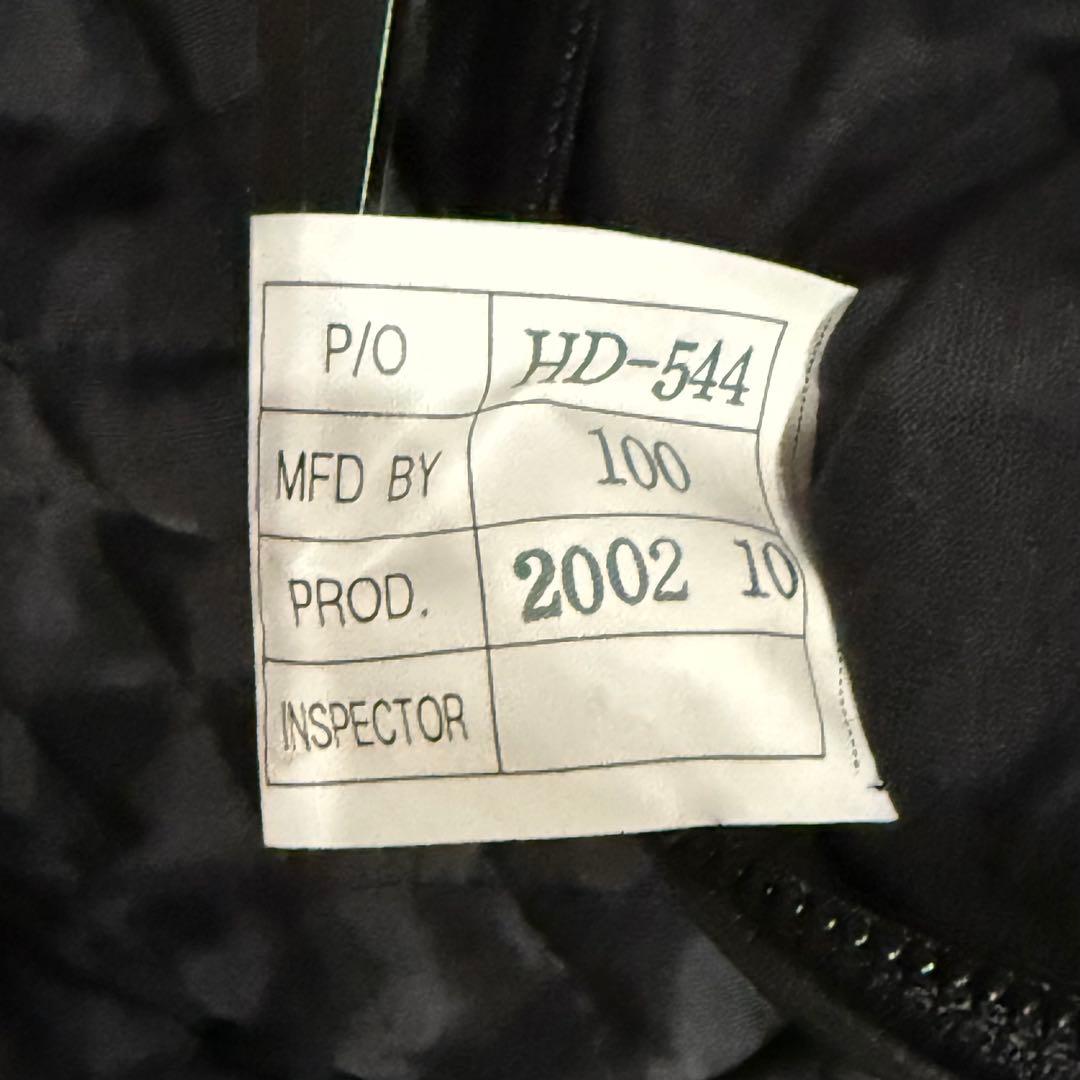 P/O HD-544
MFD BY 100
PROD. 2002 10
INSPECTOR